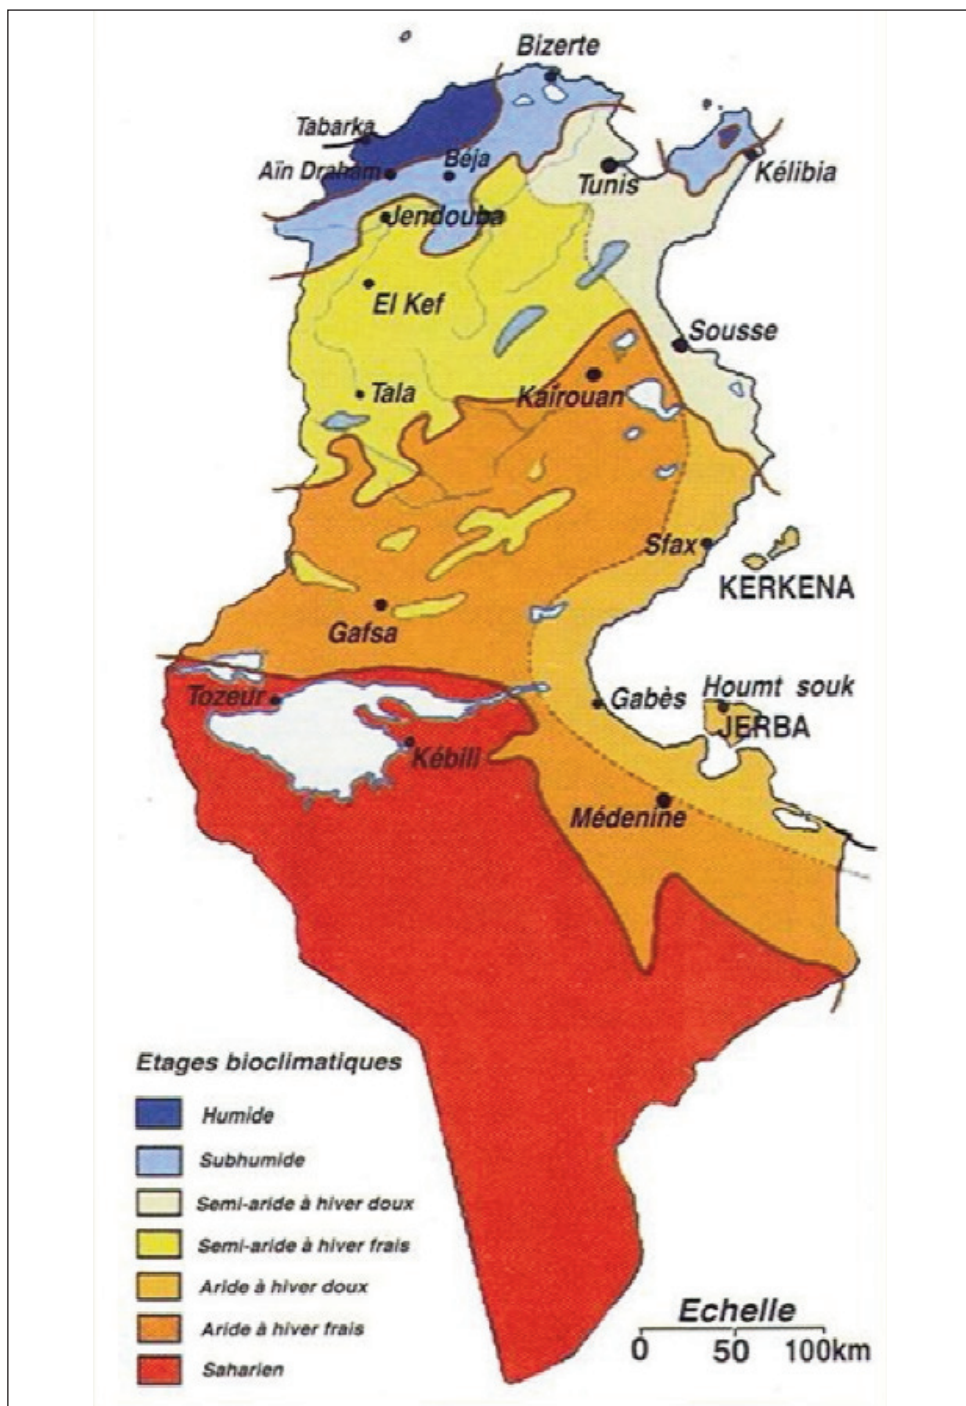 Bizerte
Tabarka
Aïn Draham
Béja
Tunis
Kélibia
Jendouba
El Kef
Sousse
Tala
Kairouan
Sfax
KERKENA
Gafsa
Tozeur
Gabès
Houmt souk
JERBA
Kébili
Médenine
Etages bioclimatiques
Humide
Subhumide
Semi-aride à hiver doux
Semi-aride à hiver frais
Aride à hiver doux
Aride à hiver frais
Saharien
Echelle
0 50 100km